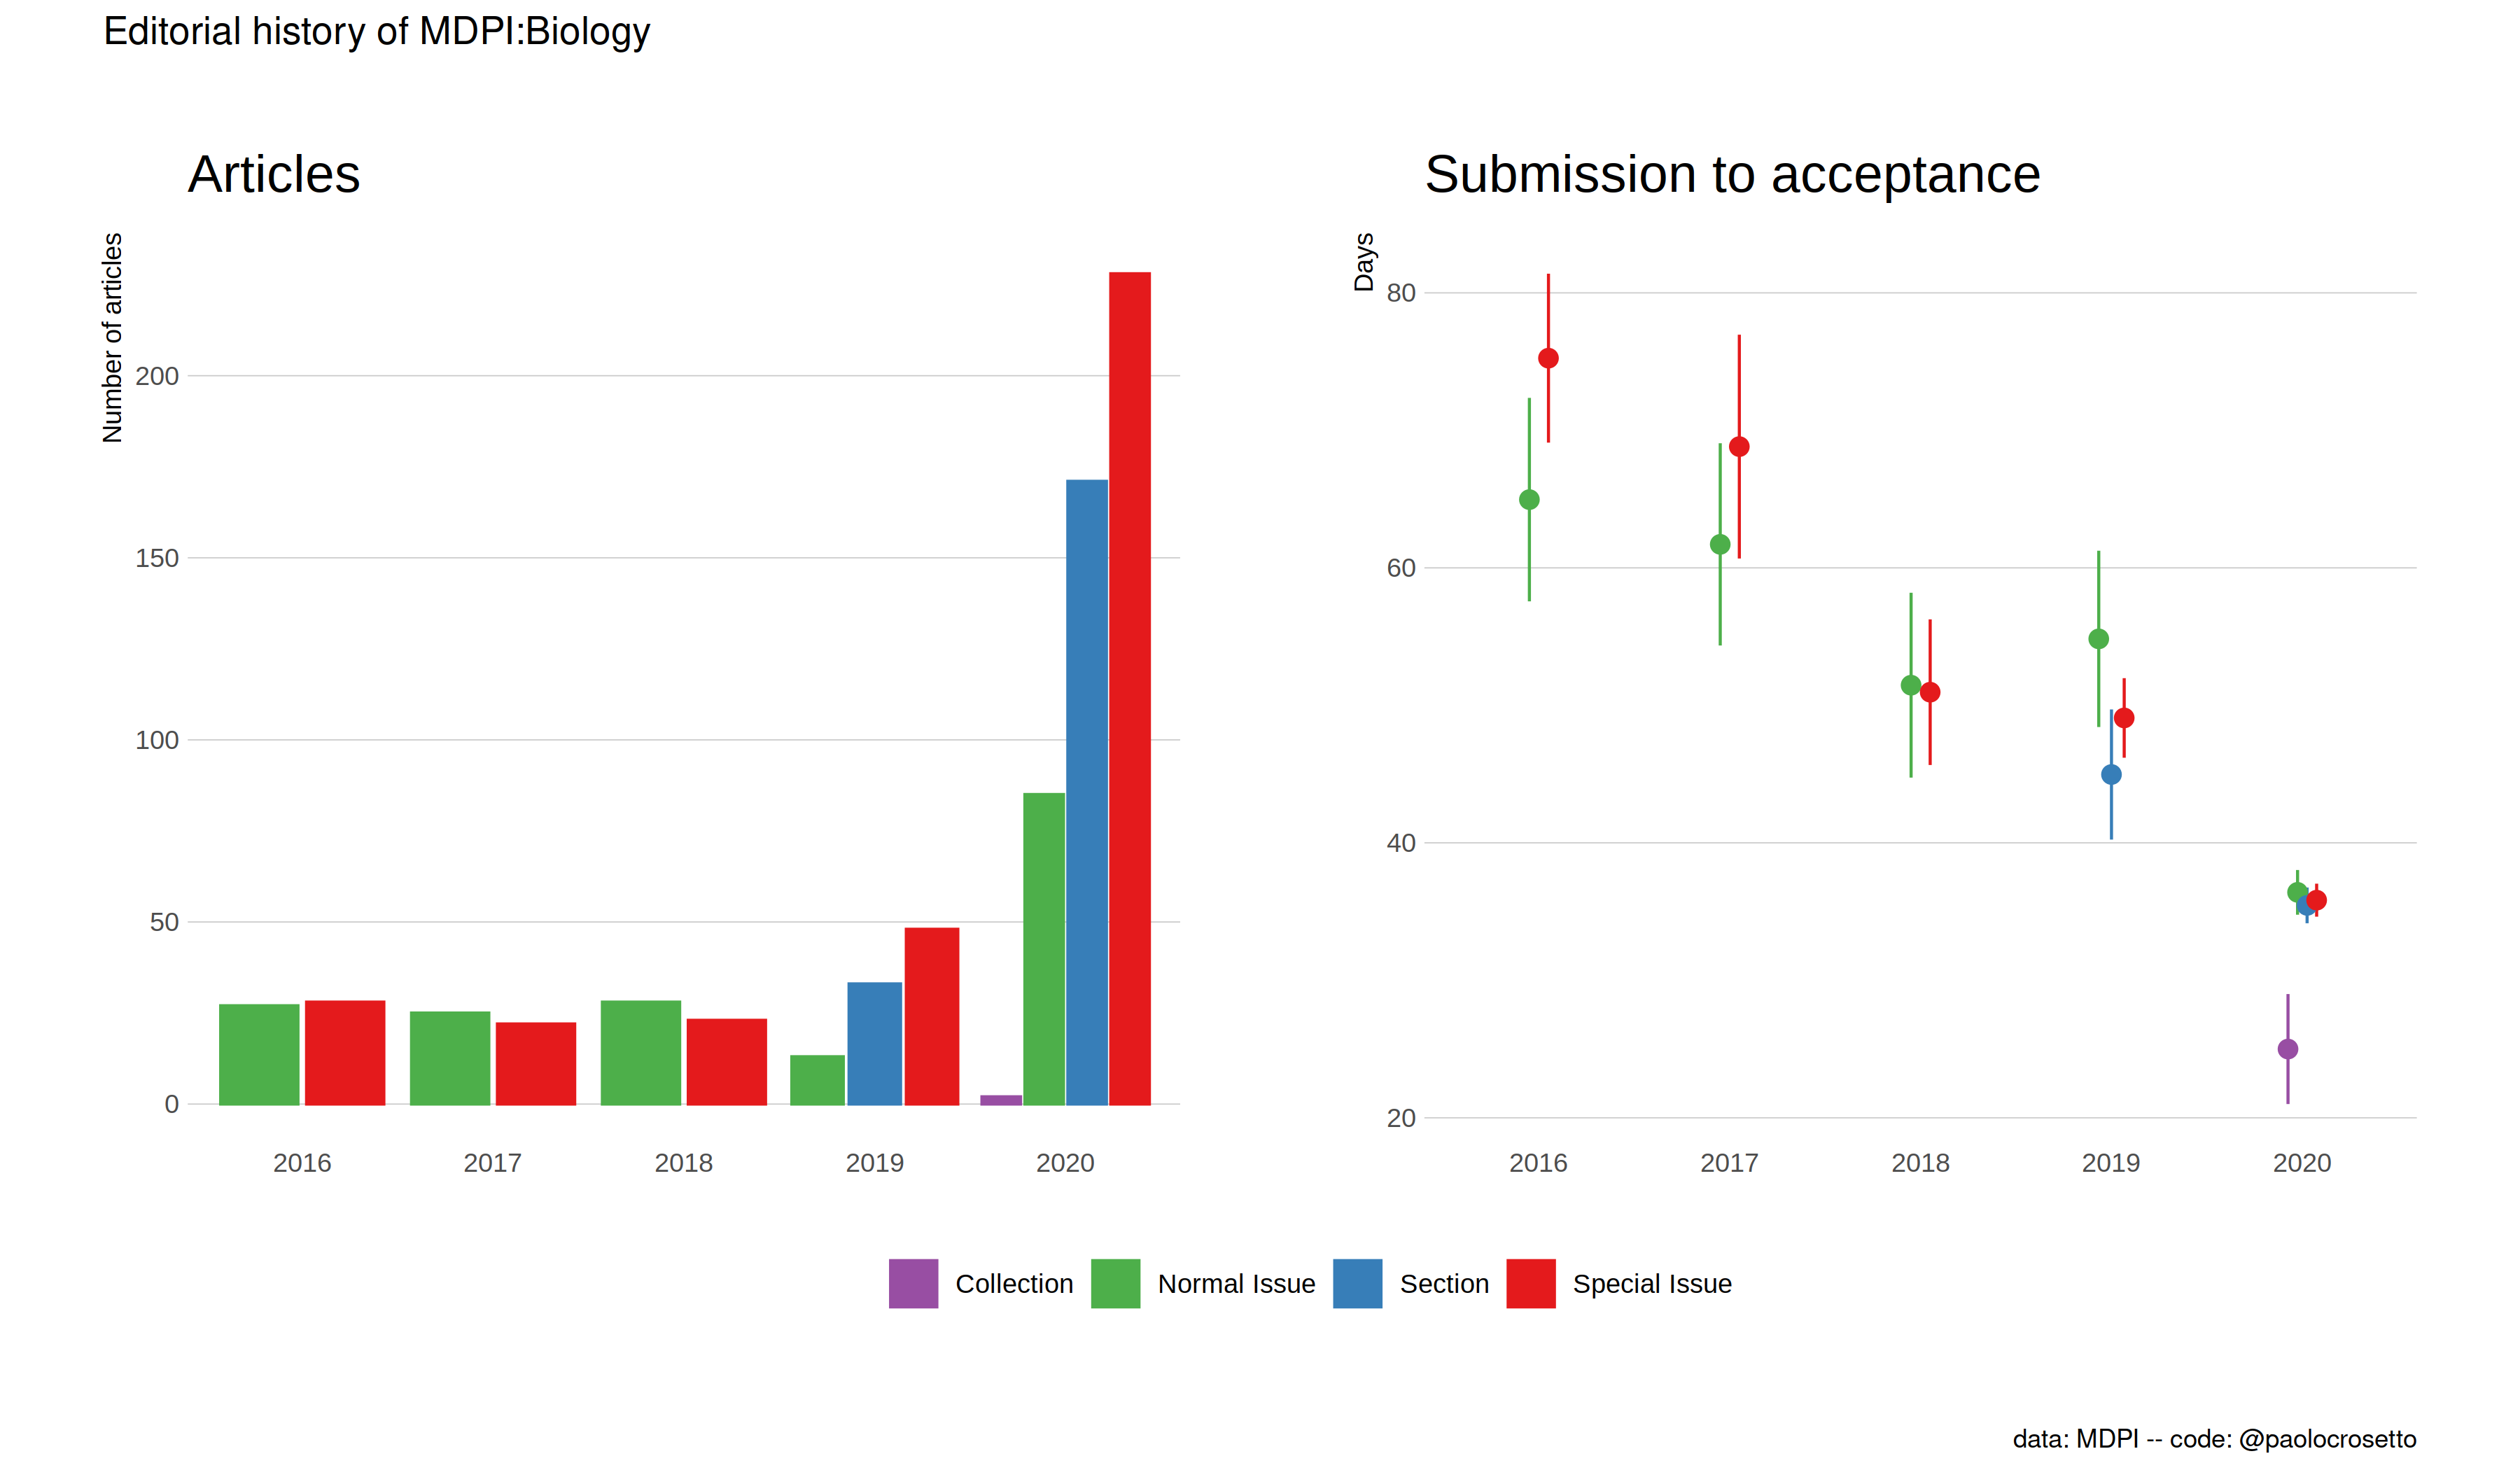 Editorial history of MDPI:Biology
Articles
Number of articles
200
150
100
50
0
2016 2017 2018 2019 2020
Submission to acceptance
Days
80
60
40
20
2016 2017 2018 2019 2020
Collection Normal Issue Section Special Issue
data: MDPI -- code: @paolocrosetto